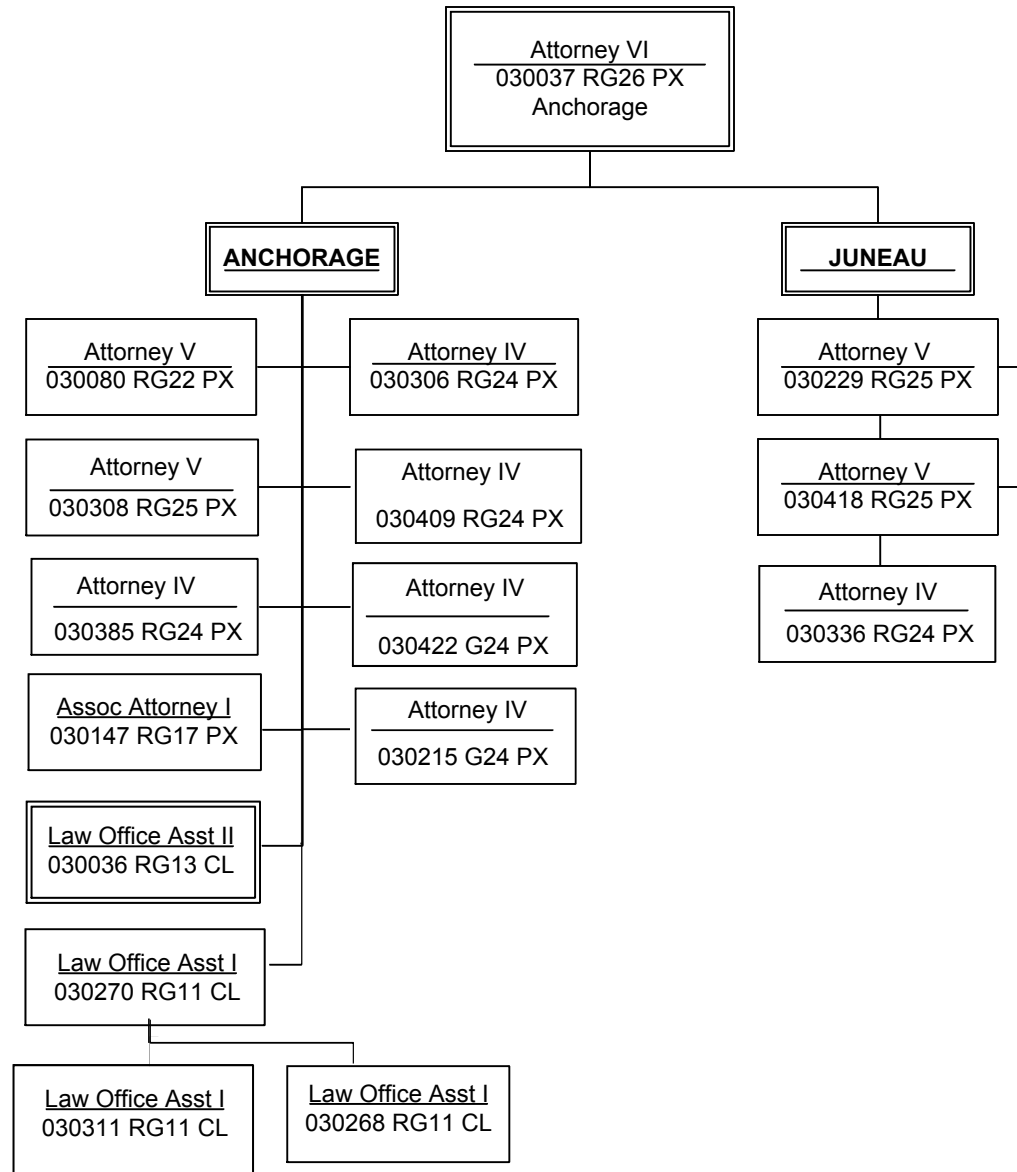 Attorney VI
030037 RG26 PX
Anchorage
ANCHORAGE
JUNEAU
Attorney V
030080 RG22 PX
Attorney IV
030306 RG24 PX
Attorney V
030229 RG25 PX
Attorney V
030308 RG25 PX
Attorney IV
030409 RG24 PX
Attorney V
030418 RG25 PX
Attorney IV
030385 RG24 PX
Attorney IV
030422 G24 PX
Attorney IV
030336 RG24 PX
Assoc Attorney I
030147 RG17 PX
Attorney IV
030215 G24 PX
Law Office Asst II
030036 RG13 CL
Law Office Asst I
030270 RG11 CL
Law Office Asst I
030311 RG11 CL
Law Office Asst I
030268 RG11 CL